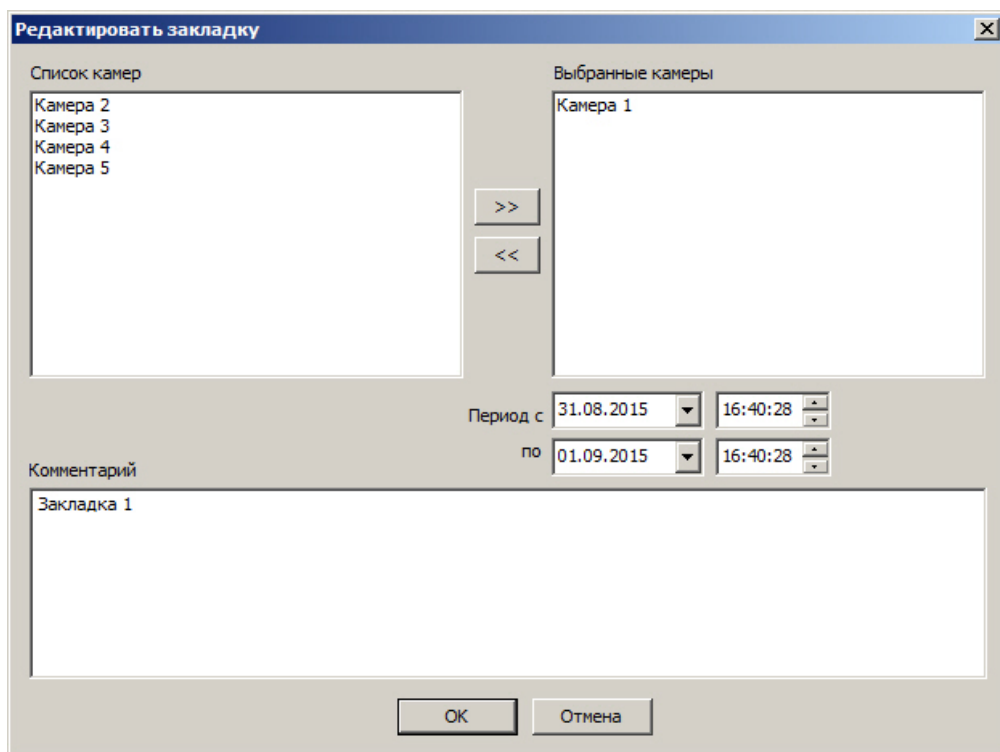 Редактировать закладку
Список камер
Выбранные камеры
Камера 2
Камера 3
Камера 4
Камера 5
Камера 1
>>
<<
Период с 31.08.2015 16:40:28
по 01.09.2015 16:40:28
Комментарий
Закладка 1
OK
Отмена